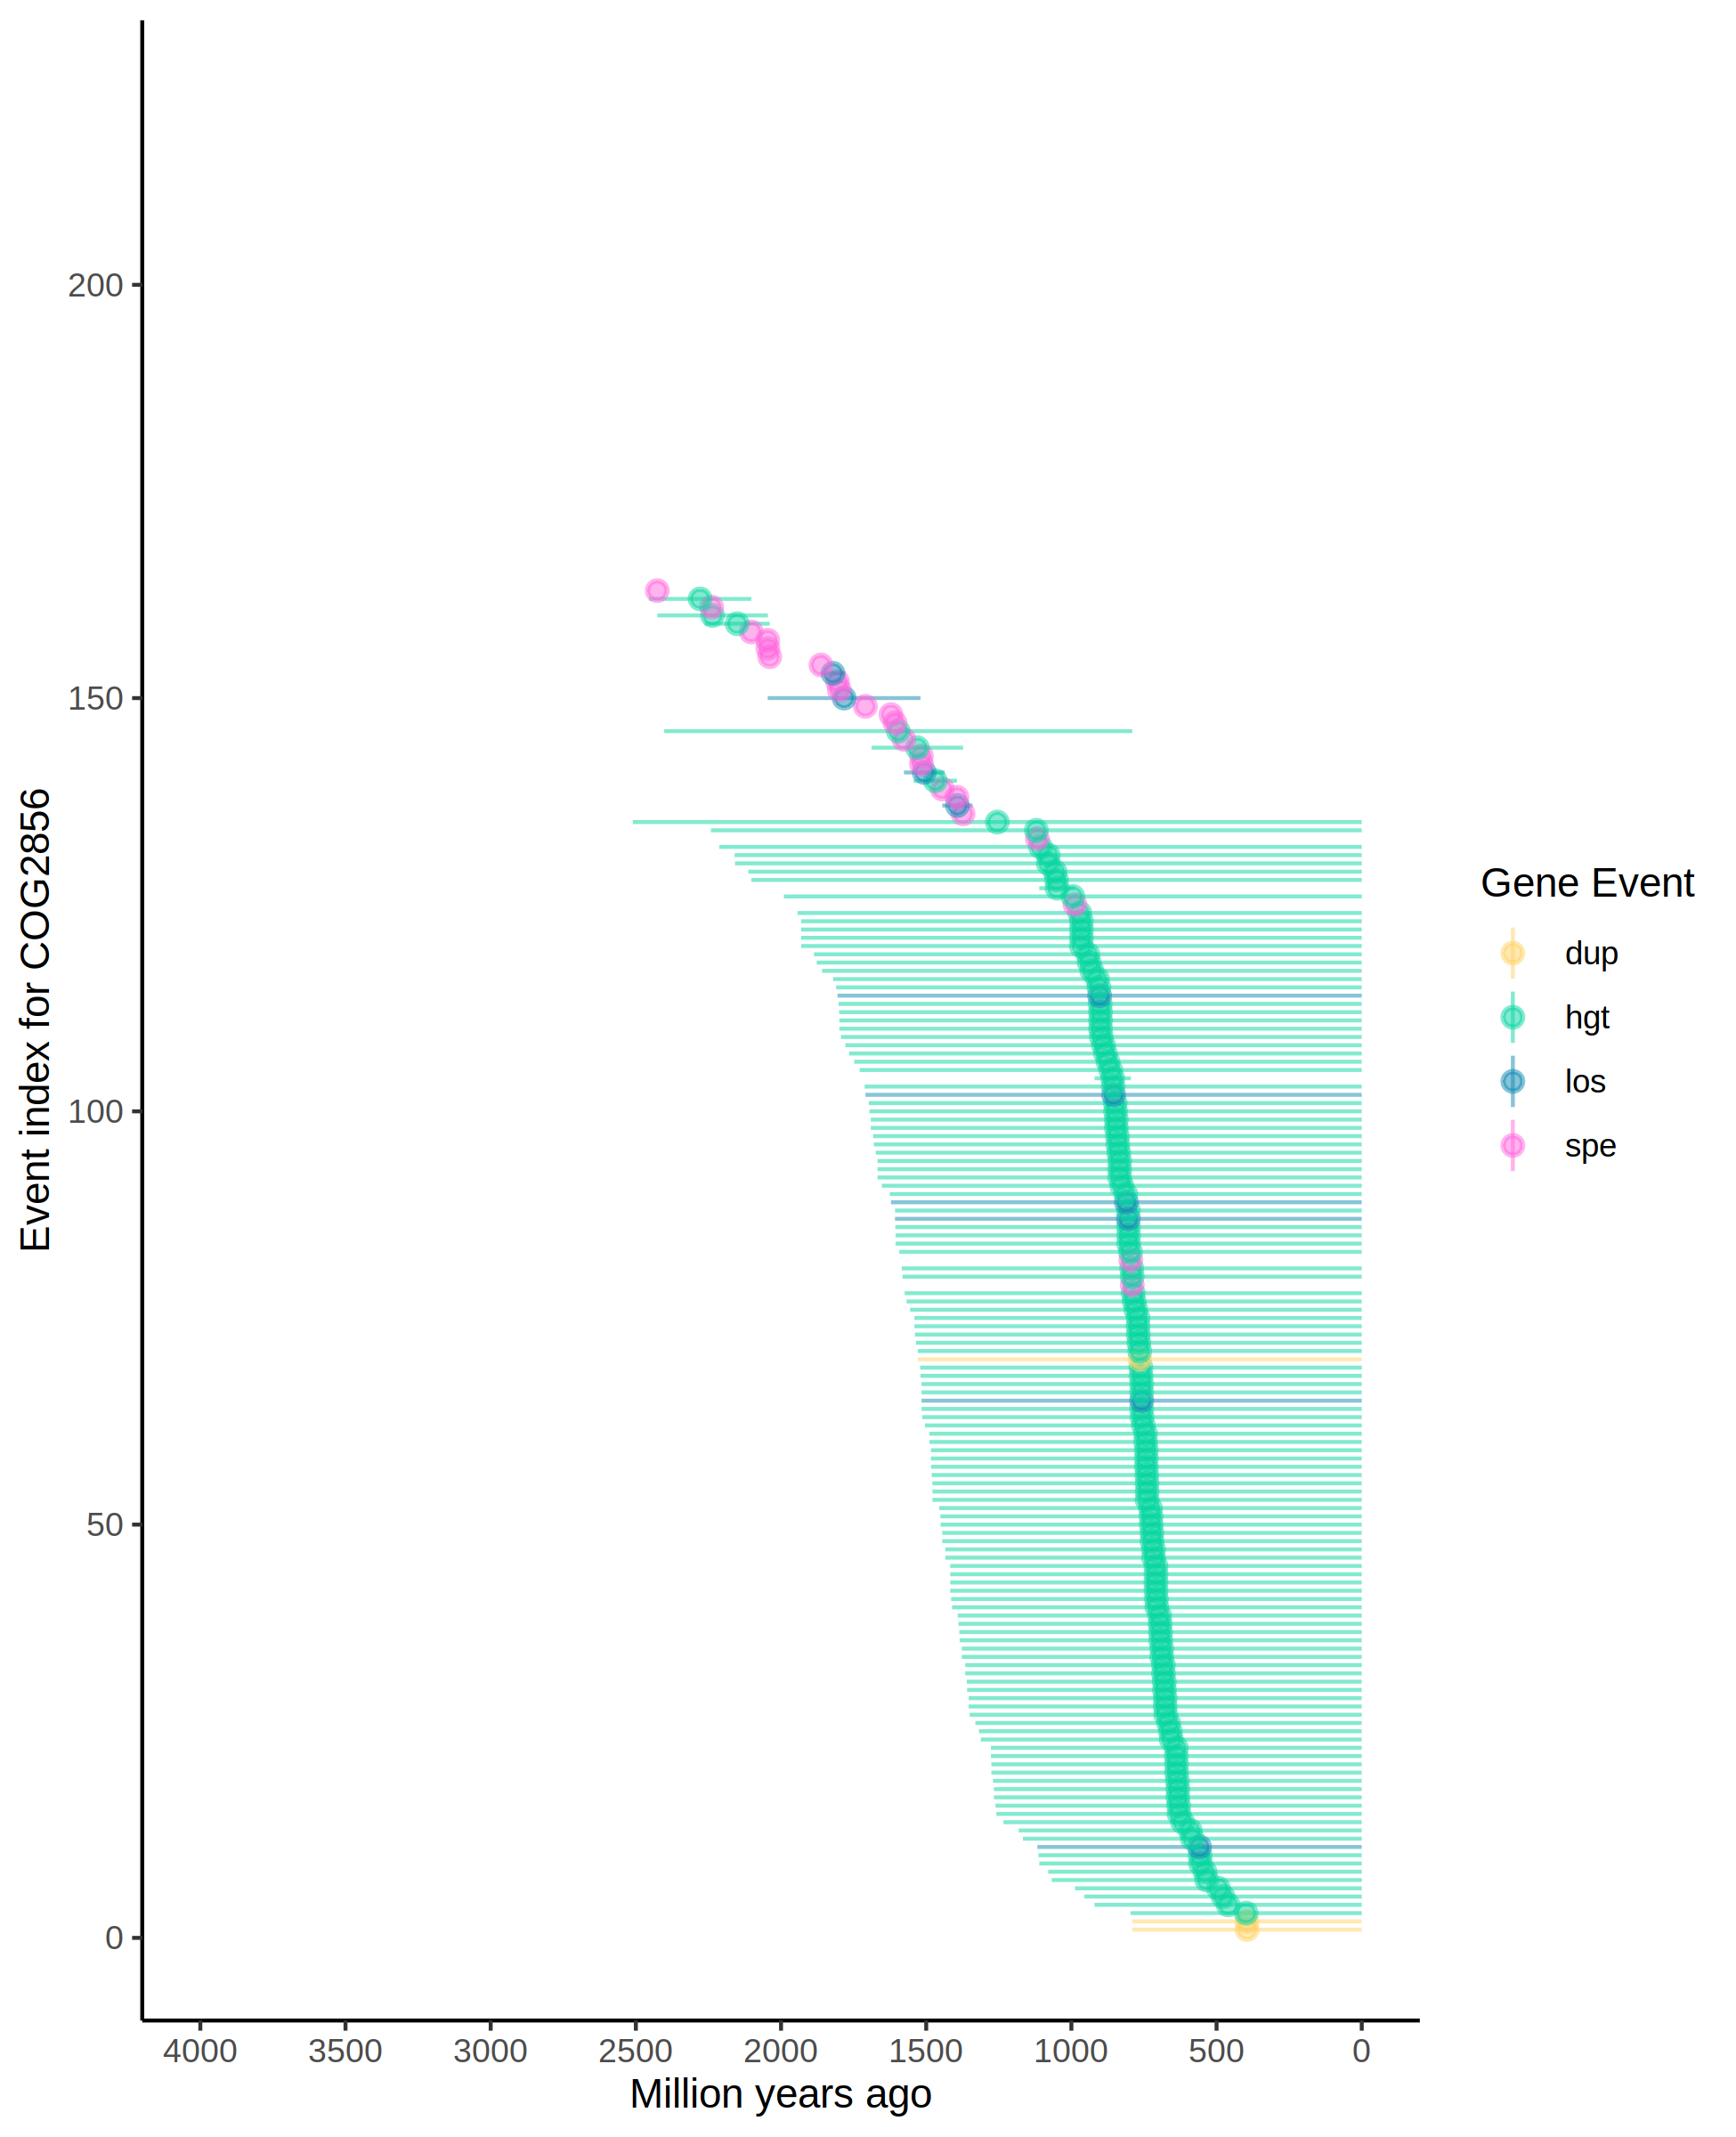 Event index for COG2856
200
150
100
50
0
4000 3500 3000 2500 2000 1500 1000 500 0
Million years ago
Gene Event
dup
hgt
los
spe